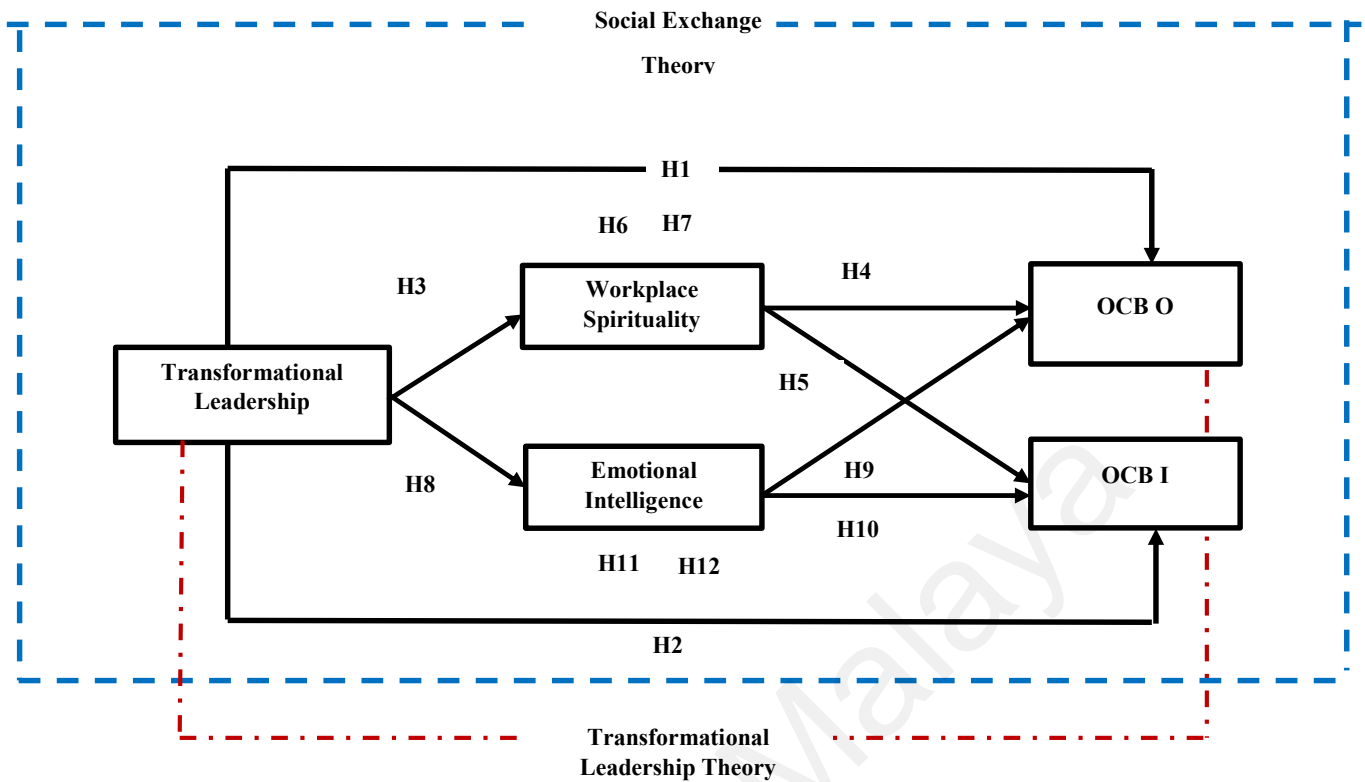 Social Exchange
Theory
H1
H6 H7
H3
Workplace
Spirituality
H4
OCB O
Transformational
Leadership
H5
H8
Emotional
Intelligence
H9
OCB I
H10
H11 H12
H2
Malaya
Transformational
Leadership Theory